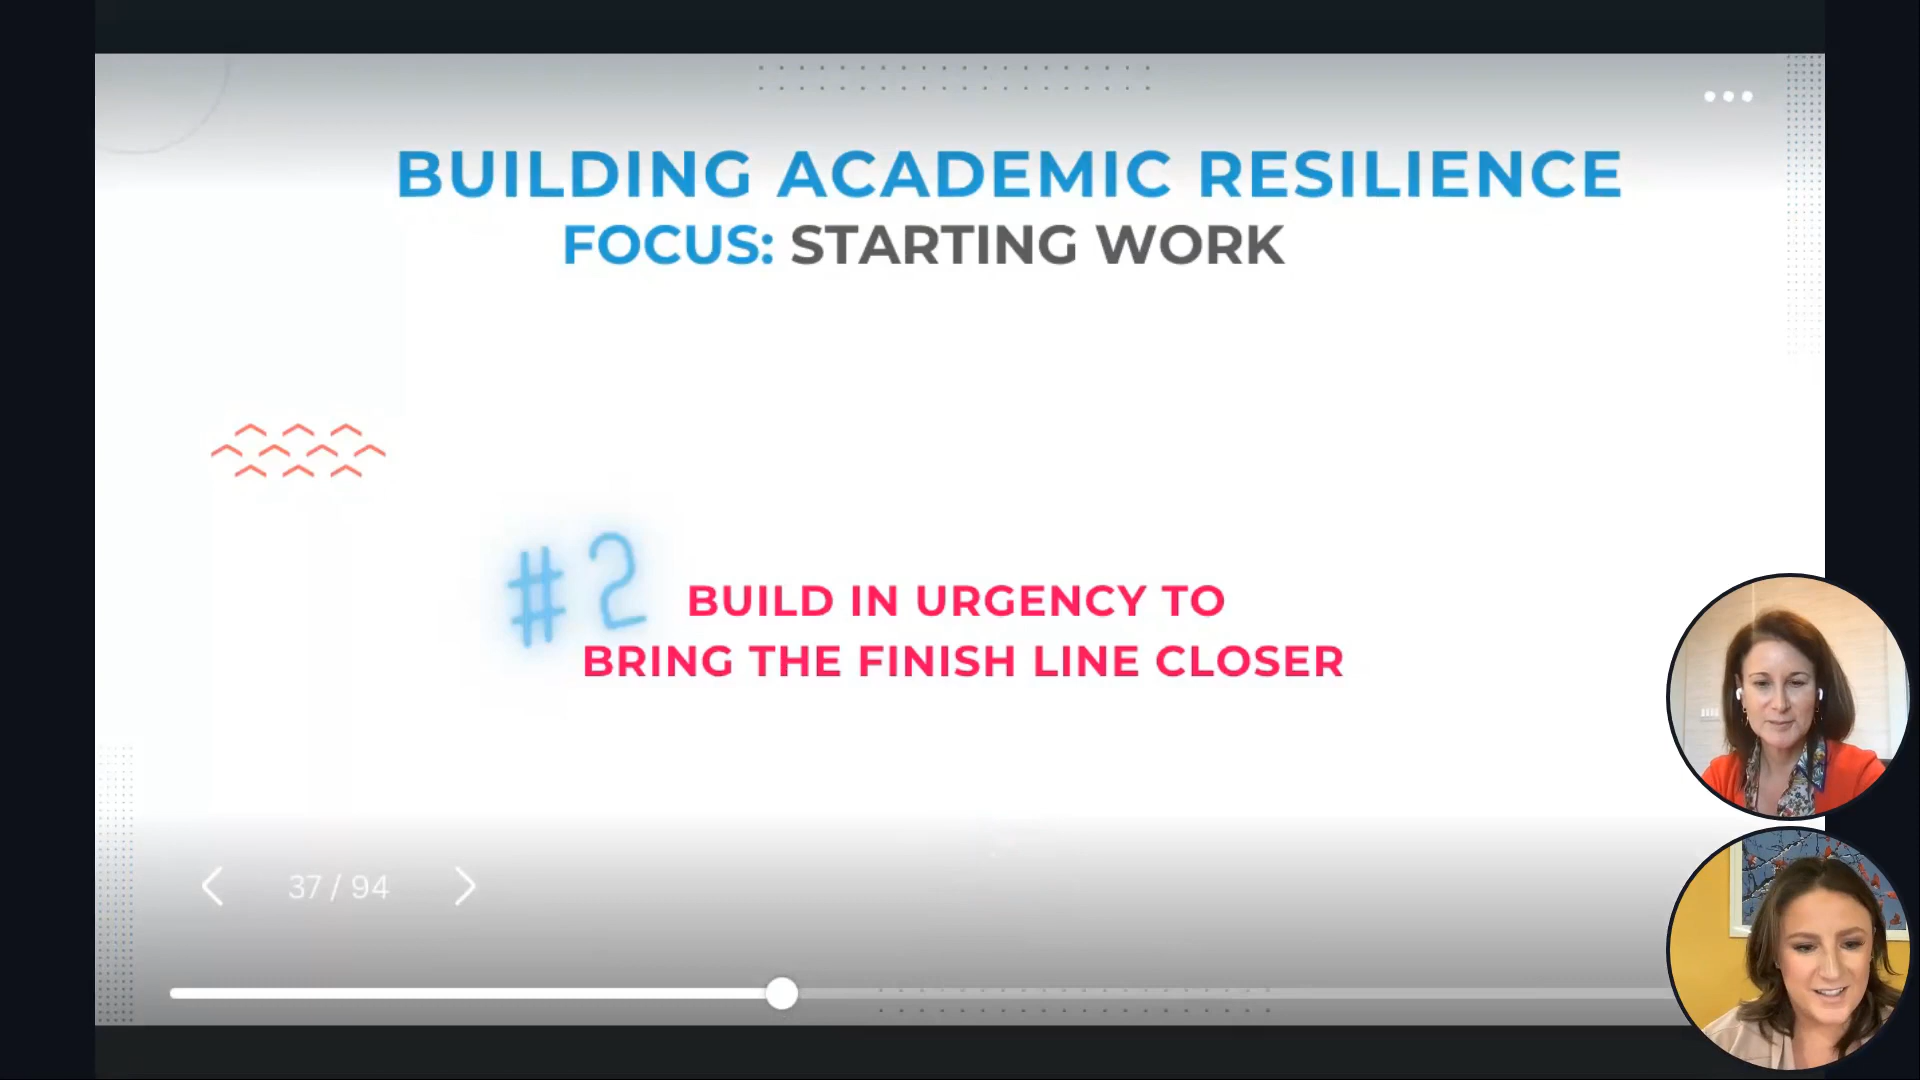 BUILDING ACADEMIC RESILIENCE
FOCUS: STARTING WORK
#2
BUILD IN URGENCY TO
BRING THE FINISH LINE CLOSER
37 / 94